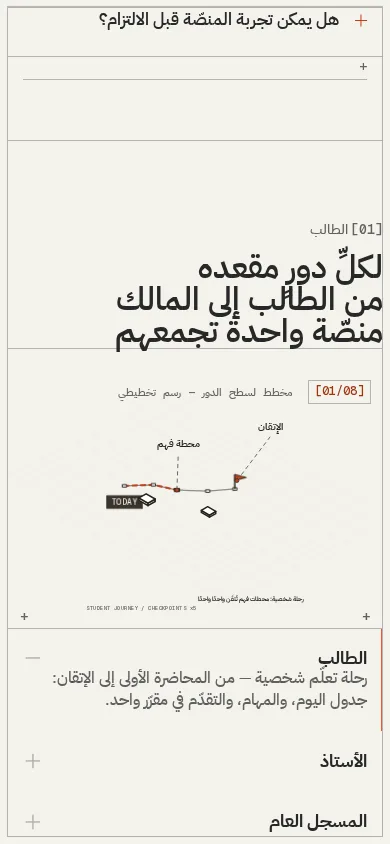 هل يمكن تجربة المنصّة قبل الالتزام؟
[01] الطالب
لكلِّ دورٍ مقعده
من الطالب إلى المالك
منصّة واحدة تجمعهم
[01/08] مخطط لسطح الدور — رسم تخطيطي
الإتقان
محطة فهم
TODAY
رحلة شخصية: محطات فهم تُتقَن واحدًا واحدًا
STUDENT JOURNEY / CHECKPOINTS x5
الطالب
رحلة تعلّم شخصية — من المحاضرة الأولى إلى الإتقان:
جدول اليوم، والمهام، والتقدّم في مقرّر واحد.
الأستاذ
المسجل العام